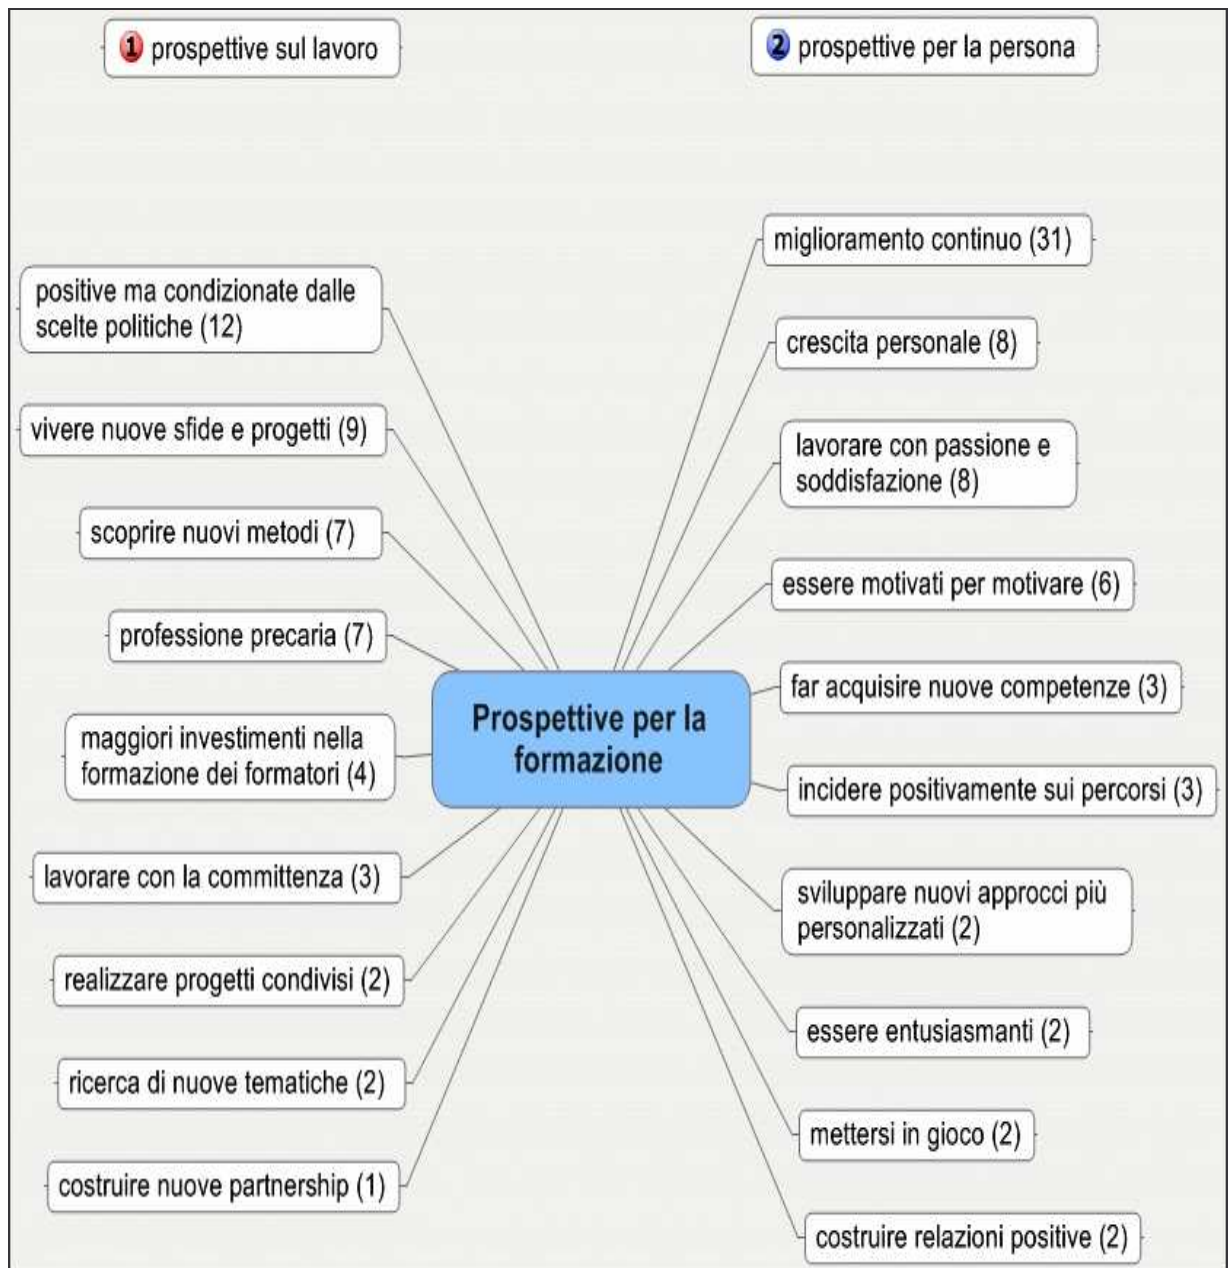 1 prospettive sul lavoro
positive ma condizionate dalle
scelte politiche (12)
vivere nuove sfide e progetti (9)
scoprire nuovi metodi (7)
professione precaria (7)
maggiori investimenti nella
formazione dei formatori (4)
lavorare con la committenza (3)
realizzare progetti condivisi (2)
ricerca di nuove tematiche (2)
costruire nuove partnership (1)
Prospettive per la
formazione
2 prospettive per la persona
miglioramento continuo (31)
crescita personale (8)
lavorare con passione e
soddisfazione (8)
essere motivati per motivare (6)
far acquisire nuove competenze (3)
incidere positivamente sui percorsi (3)
sviluppare nuovi approcci più
personalizzati (2)
essere entusiasmanti (2)
mettersi in gioco (2)
costruire relazioni positive (2)